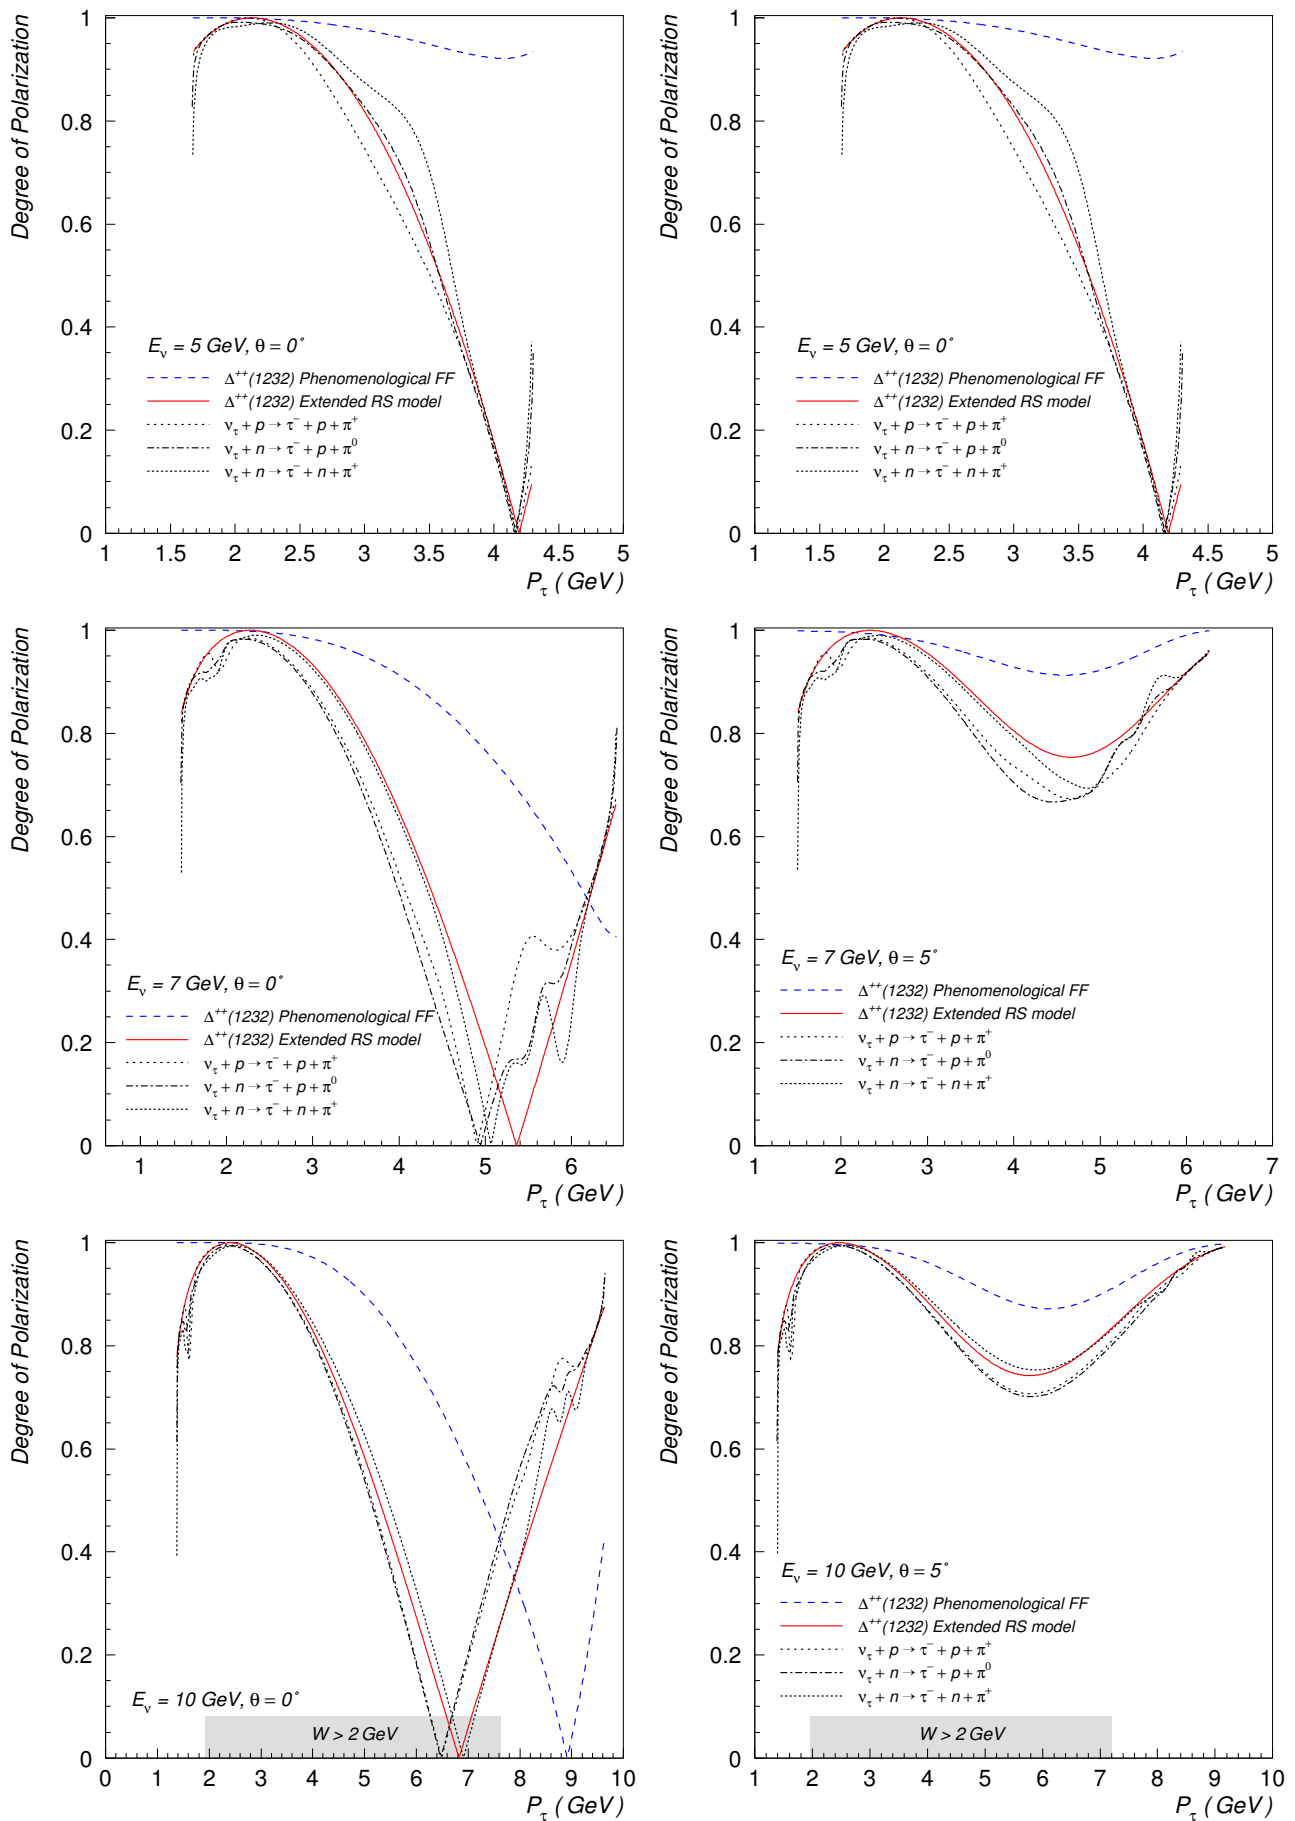 Degree of Polarization
1
0.8
0.6
0.4
0.2
0
E_ν = 5 GeV, θ = 0°
Δ⁺⁺(1232) Phenomenological FF
Δ⁺⁺(1232) Extended RS model
ν_τ + p → τ⁻ + p + π⁺
ν_τ + n → τ⁻ + p + π⁰
ν_τ + n → τ⁻ + n + π⁺
1 1.5 2 2.5 3 3.5 4 4.5 5
P_τ ( GeV )
Degree of Polarization
1
0.8
0.6
0.4
0.2
0
E_ν = 5 GeV, θ = 0°
Δ⁺⁺(1232) Phenomenological FF
Δ⁺⁺(1232) Extended RS model
ν_τ + p → τ⁻ + p + π⁺
ν_τ + n → τ⁻ + p + π⁰
ν_τ + n → τ⁻ + n + π⁺
1 1.5 2 2.5 3 3.5 4 4.5 5
P_τ ( GeV )
Degree of Polarization
1
0.8
0.6
0.4
0.2
0
E_ν = 7 GeV, θ = 0°
Δ⁺⁺(1232) Phenomenological FF
Δ⁺⁺(1232) Extended RS model
ν_τ + p → τ⁻ + p + π⁺
ν_τ + n → τ⁻ + p + π⁰
ν_τ + n → τ⁻ + n + π⁺
1 2 3 4 5 6
P_τ ( GeV )
Degree of Polarization
1
0.8
0.6
0.4
0.2
0
E_ν = 7 GeV, θ = 5°
Δ⁺⁺(1232) Phenomenological FF
Δ⁺⁺(1232) Extended RS model
ν_τ + p → τ⁻ + p + π⁺
ν_τ + n → τ⁻ + p + π⁰
ν_τ + n → τ⁻ + n + π⁺
1 2 3 4 5 6 7
P_τ ( GeV )
Degree of Polarization
1
0.8
0.6
0.4
0.2
0
E_ν = 10 GeV, θ = 0°
W > 2 GeV
0 1 2 3 4 5 6 7 8 9 10
P_τ ( GeV )
Degree of Polarization
1
0.8
0.6
0.4
0.2
0
E_ν = 10 GeV, θ = 5°
Δ⁺⁺(1232) Phenomenological FF
Δ⁺⁺(1232) Extended RS model
ν_τ + p → τ⁻ + p + π⁺
ν_τ + n → τ⁻ + p + π⁰
ν_τ + n → τ⁻ + n + π⁺
W > 2 GeV
1 2 3 4 5 6 7 8 9 10
P_τ ( GeV )